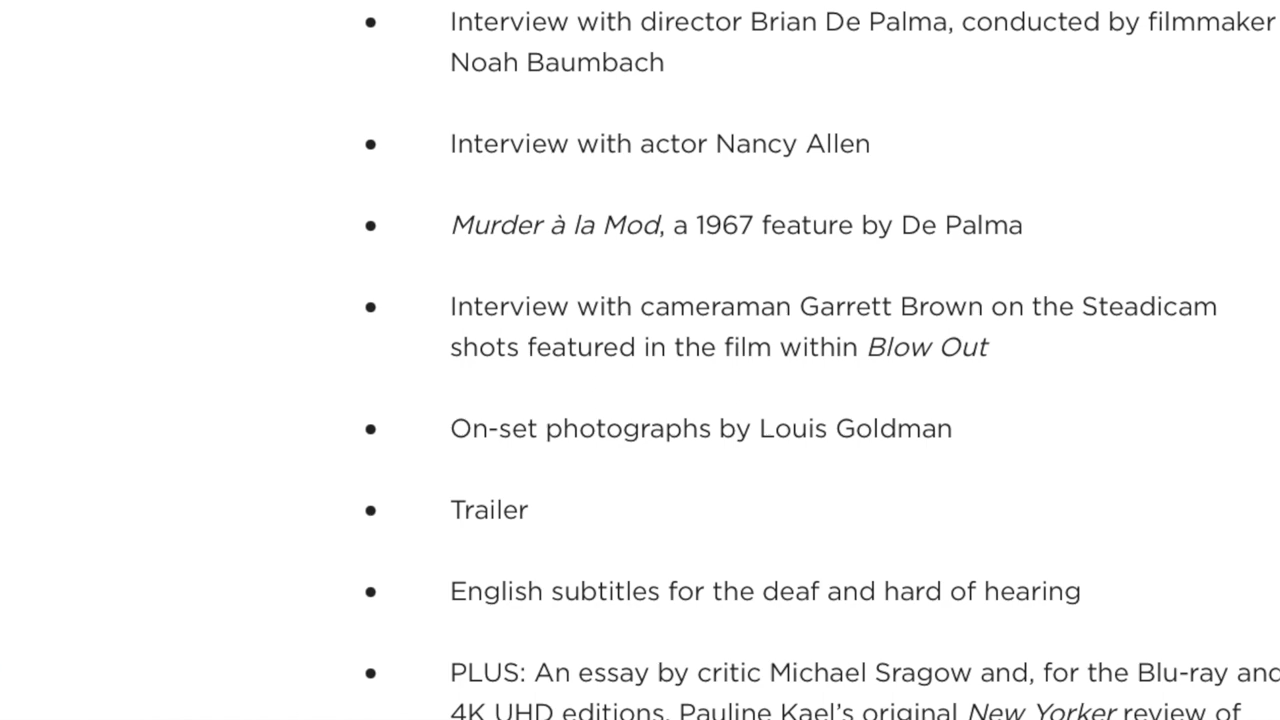 • Interview with director Brian De Palma, conducted by filmmaker
Noah Baumbach
• Interview with actor Nancy Allen
• Murder à la Mod, a 1967 feature by De Palma
• Interview with cameraman Garrett Brown on the Steadicam
shots featured in the film within Blow Out
• On-set photographs by Louis Goldman
• Trailer
• English subtitles for the deaf and hard of hearing
• PLUS: An essay by critic Michael Sragow and, for the Blu-ray and
4K UHD editions, Pauline Kael’s original New Yorker review of